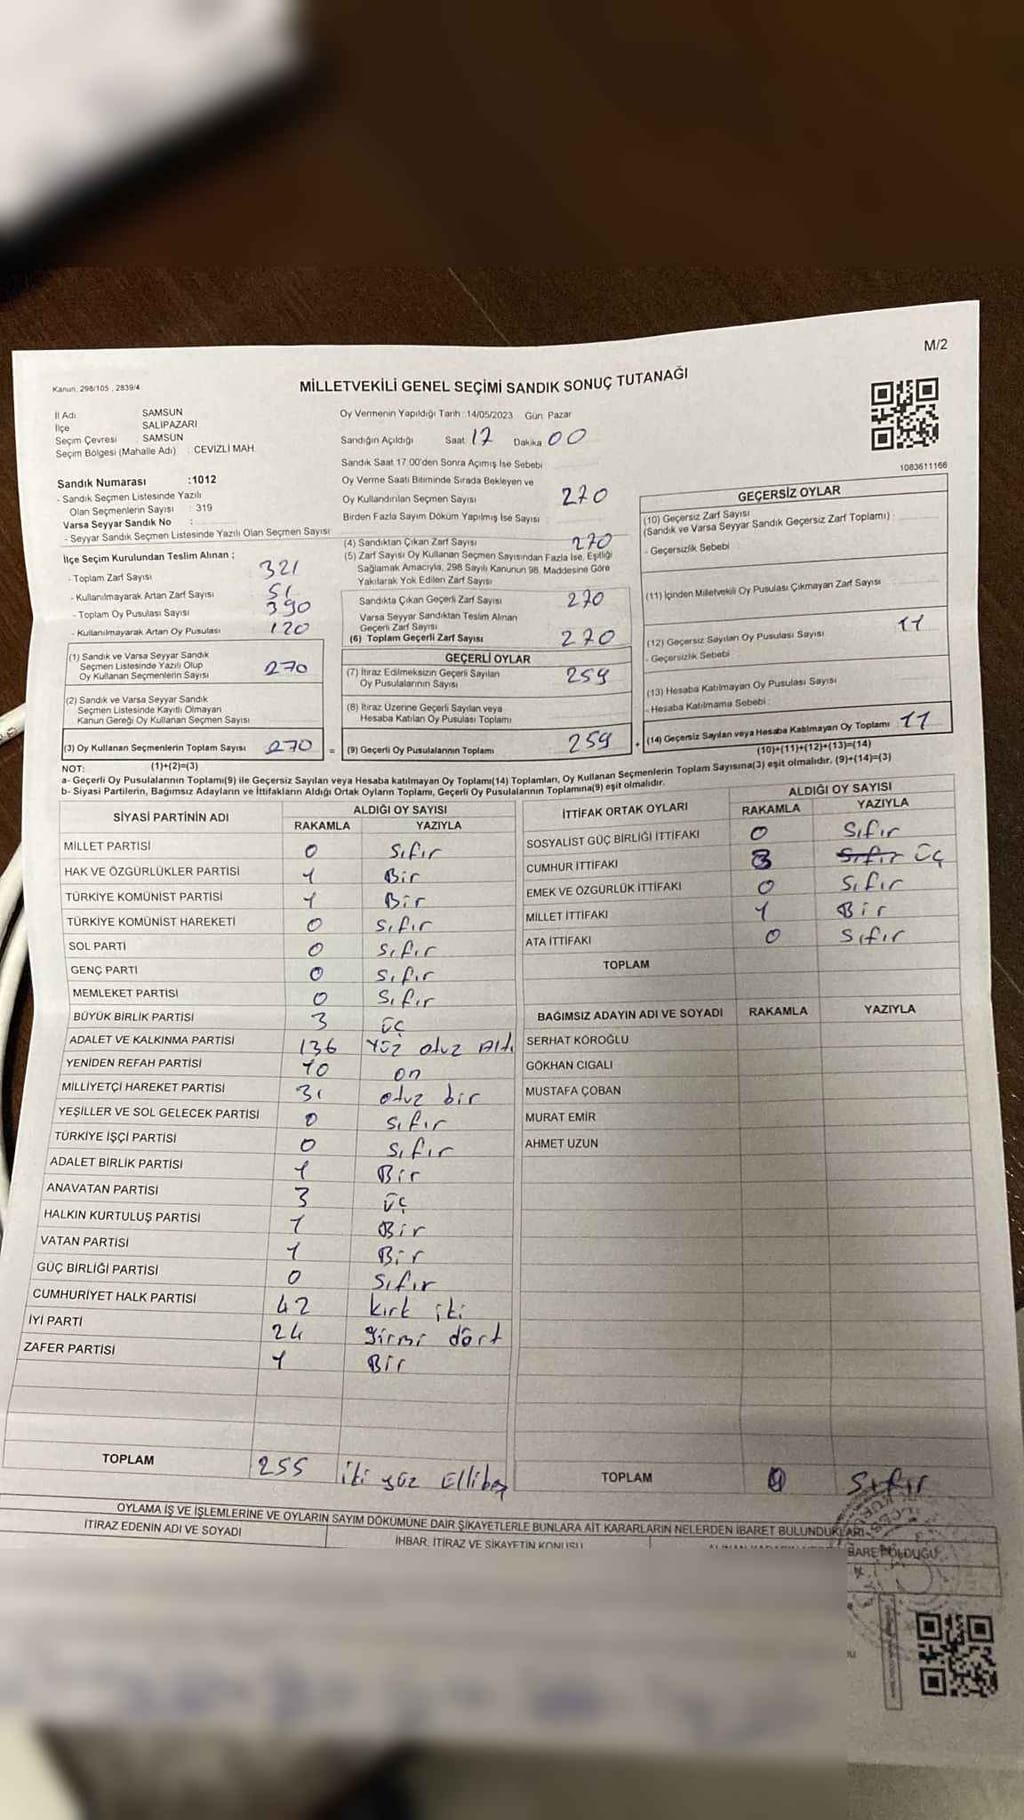 M/2
Kanun, 298/105 , 2839/4
MİLLETVEKİLİ GENEL SEÇİMİ SANDIK SONUÇ TUTANAĞI
İl Adı : SAMSUN
İlçe SALIPAZARI
Seçim Çevresi : SAMSUN
Seçim Bölgesi (Mahalle Adı) : CEVİZLİ MAH.
Oy Vermenin Yapıldığı Tarih :14/05/2023 Gün: Pazar
Sandığın Açıldığı Saat 17 Dakika 00
Sandık Saat 17.00'den Sonra Açımış İse Sebebi
1083611166
Sandık Numarası :1012
- Sandık Seçmen Listesinde Yazılı
Olan Seçmenlerin Sayısı : 319
Varsa Seyyar Sandık No :
- Seyyar Sandık Seçmen Listesinde Yazılı Olan Seçmen Sayısı
Oy Verme Saati Bitiminde Sırada Bekleyen ve
Oy Kullandırılan Seçmen Sayısı 270
Birden Fazla Sayım Döküm Yapılmış İse Sayısı
İlçe Seçim Kurulundan Teslim Alınan ;
- Toplam Zarf Sayısı 321
- Kullanılmayarak Artan Zarf Sayısı 51
- Toplam Oy Pusulası Sayısı 390
- Kullanılmayarak Artan Oy Pusulası 120
(1) Sandık ve Varsa Seyyar Sandık
Seçmen Listesinde Yazılı Olup
Oy Kullanan Seçmenlerin Sayısı 270
(2) Sandık ve Varsa Seyyar Sandık
Seçmen Listesinde Kayıtlı Olmayan
Kanun Gereği Oy Kullanan Seçmen Sayısı
(3) Oy Kullanan Seçmenlerin Toplam Sayısı 270 =
(4) Sandıktan Çıkan Zarf Sayısı 270
(5) Zarf Sayısı Oy Kullanan Seçmen Sayısından Fazla İse, Eşitliği
Sağlamak Amacıyla, 298 Sayılı Kanunun 98. Maddesine Göre
Yakılarak Yok Edilen Zarf Sayısı
Sandıkta Çıkan Geçerli Zarf Sayısı 270
Varsa Seyyar Sandıktan Teslim Alınan
Geçerli Zarf Sayısı
(6) Toplam Geçerli Zarf Sayısı 270
GEÇERLİ OYLAR
(7) İtiraz Edilmeksizin Geçerli Sayılan
Oy Pusulalarının Sayısı 259
(8) İtiraz Üzerine Geçerli Sayılan veya
Hesaba Katılan Oy Pusulası Toplamı
(9) Geçerli Oy Pusulalarının Toplamı 259 +
GEÇERSİZ OYLAR
(10) Geçersiz Zarf Sayısı
(Sandık ve Varsa Seyyar Sandık Geçersiz Zarf Toplamı) :
- Geçersizlik Sebebi :
(11) İçinden Milletvekili Oy Pusulası Çıkmayan Zarf Sayısı
(12) Geçersiz Sayılan Oy Pusulası Sayısı 11
- Geçersizlik Sebebi
(13) Hesaba Katılmayan Oy Pusulası Sayısı
- Hesaba Katılmama Sebebi :
(14) Geçersiz Sayılan veya Hesaba Katılmayan Oy Toplamı 11
NOT: (1)+(2)=(3)
(10)+(11)+(12)+(13)=(14)
a- Geçerli Oy Pusulalarının Toplamı(9) ile Geçersiz Sayılan veya Hesaba katılmayan Oy Toplamı(14) Toplamları, Oy Kullanan Seçmenlerin Toplam Sayısına(3) eşit olmalıdır. (9)+(14)=(3)
b- Siyasi Partilerin, Bağımsız Adayların ve İttifakların Aldığı Ortak Oyların Toplamı, Geçerli Oy Pusulalarının Toplamına(9) eşit olmalıdır.
SİYASİ PARTİNİN ADI
ALDIĞI OY SAYISI
RAKAMLA YAZIYLA
MİLLET PARTİSİ 0 Sıfır
HAK VE ÖZGÜRLÜKLER PARTİSİ 1 Bir
TÜRKİYE KOMÜNİST PARTİSİ 1 Bir
TÜRKİYE KOMÜNİST HAREKETİ 0 Sıfır
SOL PARTİ 0 Sıfır
GENÇ PARTİ 0 Sıfır
MEMLEKET PARTİSİ 0 Sıfır
BÜYÜK BİRLİK PARTİSİ 3 üç
ADALET VE KALKINMA PARTİSİ 136 Yüz otuz Altı
YENİDEN REFAH PARTİSİ 10 on
MİLLİYETÇİ HAREKET PARTİSİ 31 otuz bir
YEŞİLLER VE SOL GELECEK PARTİSİ 0 Sıfır
TÜRKİYE İŞÇİ PARTİSİ 0 Sıfır
ADALET BİRLİK PARTİSİ 1 Bir
ANAVATAN PARTİSİ 3 üç
HALKIN KURTULUŞ PARTİSİ 1 Bir
VATAN PARTİSİ 1 Bir
GÜÇ BİRLİĞİ PARTİSİ 0 Sıfır
CUMHURİYET HALK PARTİSİ 42 kırk iki
İYİ PARTİ 24 yirmi dört
ZAFER PARTİSİ 1 Bir
TOPLAM 255 iki yüz Ellibeş
İTTİFAK ORTAK OYLARI
ALDIĞI OY SAYISI
RAKAMLA YAZIYLA
SOSYALİST GÜÇ BİRLİĞİ İTTİFAKI 0 Sıfır
CUMHUR İTTİFAKI 3 Sıfır üç
EMEK VE ÖZGÜRLÜK İTTİFAKI 0 Sıfır
MİLLET İTTİFAKI 1 Bir
ATA İTTİFAKI 0 Sıfır
TOPLAM
BAĞIMSIZ ADAYIN ADI VE SOYADI RAKAMLA YAZIYLA
SERHAT KÖROĞLU
GÖKHAN CIGALI
MUSTAFA ÇOBAN
MURAT EMİR
AHMET UZUN
TOPLAM 0 Sıfır
OYLAMA İŞ VE İŞLEMLERİNE VE OYLARIN SAYIM DÖKÜMÜNE DAİR ŞİKAYETLERLE BUNLARA AİT KARARLARIN NELERDEN İBARET BULUNDUKLARI
İTİRAZ EDENİN ADI VE SOYADI
İHBAR, İTİRAZ VE ŞİKAYETİN KONUSU
BARET OLDUĞU